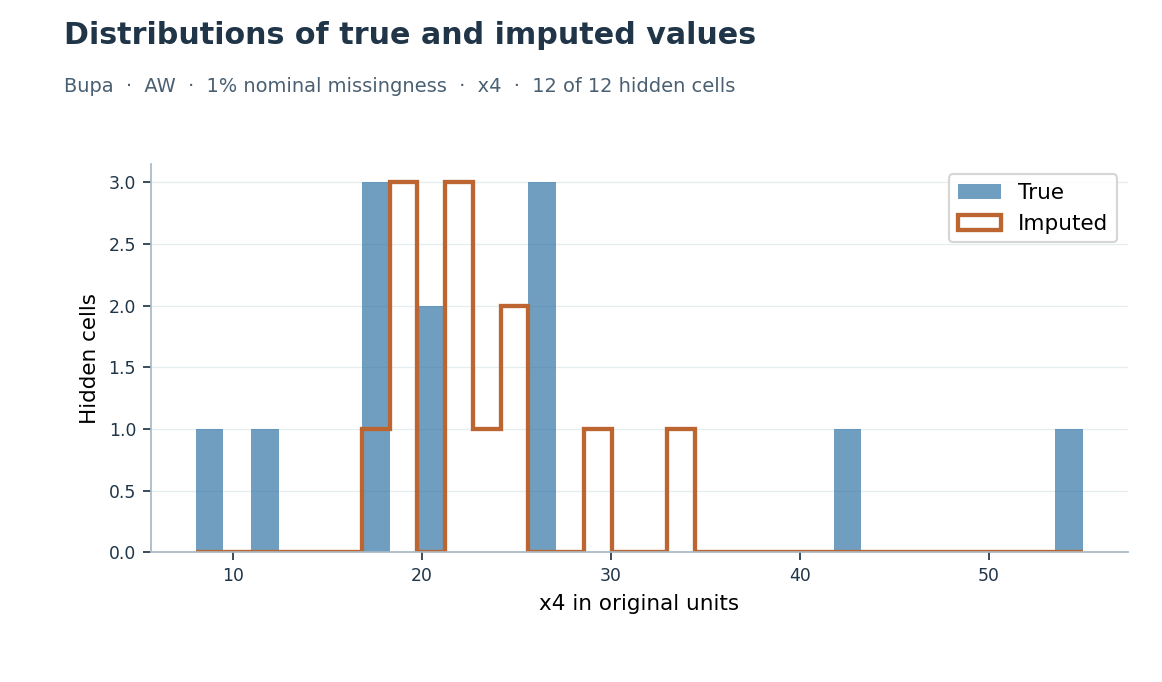 Distributions of true and imputed values
Bupa · AW · 1% nominal missingness · x4 · 12 of 12 hidden cells
True
Imputed
Hidden cells
3.0
2.5
2.0
1.5
1.0
0.5
0.0
10 20 30 40 50
x4 in original units